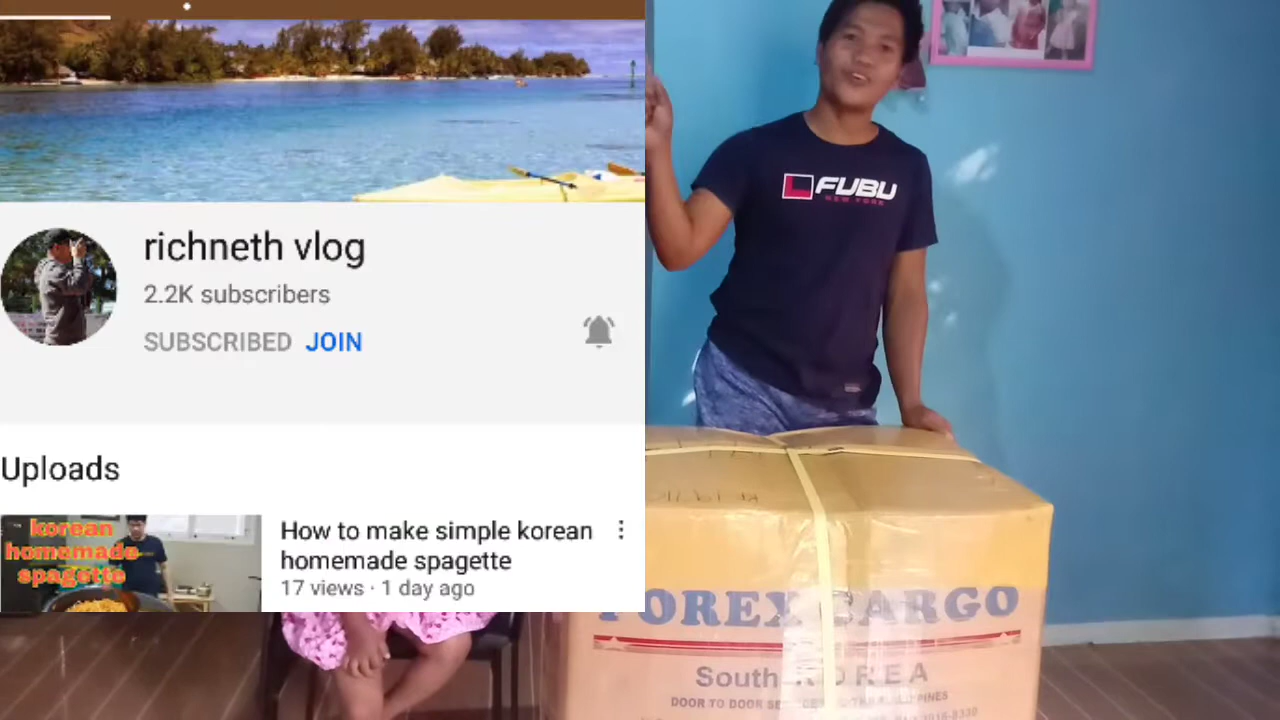 richneth vlog
2.2K subscribers
SUBSCRIBED JOIN
Uploads
korean
homemade
spagette
How to make simple korean
homemade spagette
17 views · 1 day ago
FUBU
NEW YORK
FOREX CARGO
South KOREA
DOOR TO DOOR